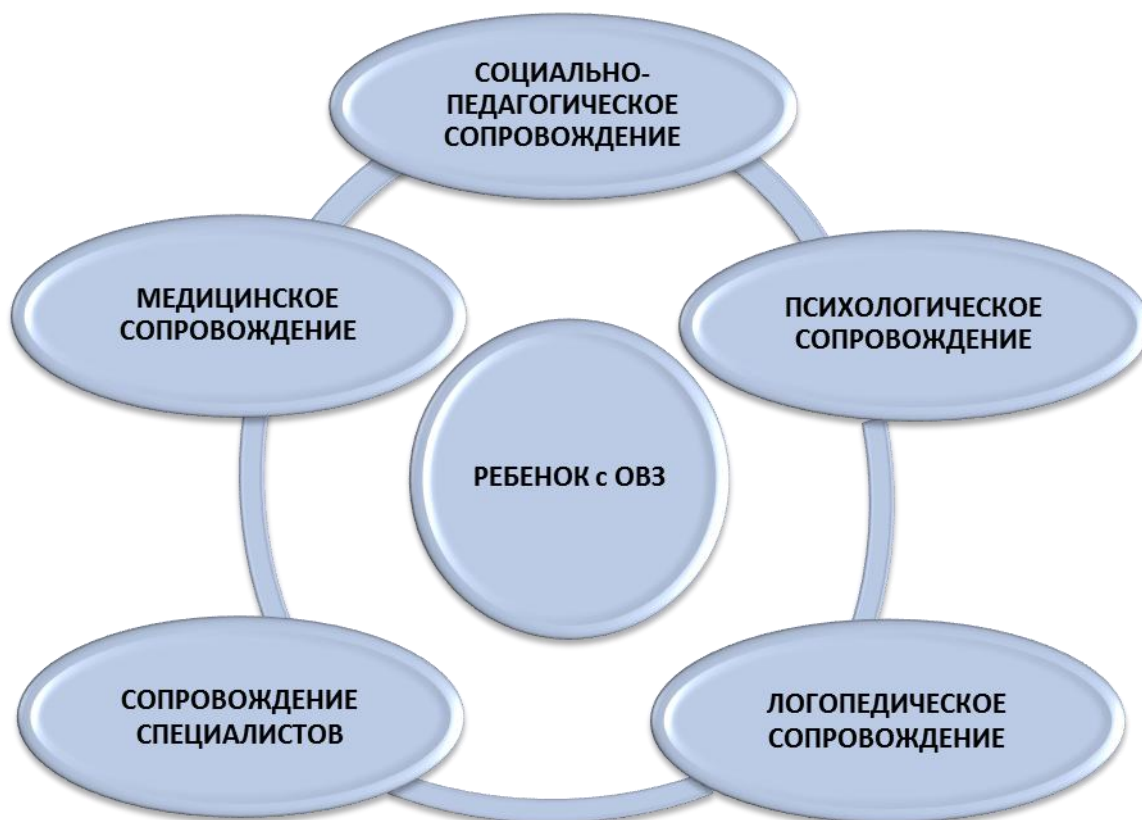 СОЦИАЛЬНО-
ПЕДАГОГИЧЕСКОЕ
СОПРОВОЖДЕНИЕ
МЕДИЦИНСКОЕ
СОПРОВОЖДЕНИЕ
ПСИХОЛОГИЧЕСКОЕ
СОПРОВОЖДЕНИЕ
РЕБЕНОК с ОВЗ
СОПРОВОЖДЕНИЕ
СПЕЦИАЛИСТОВ
ЛОГОПЕДИЧЕСКОЕ
СОПРОВОЖДЕНИЕ